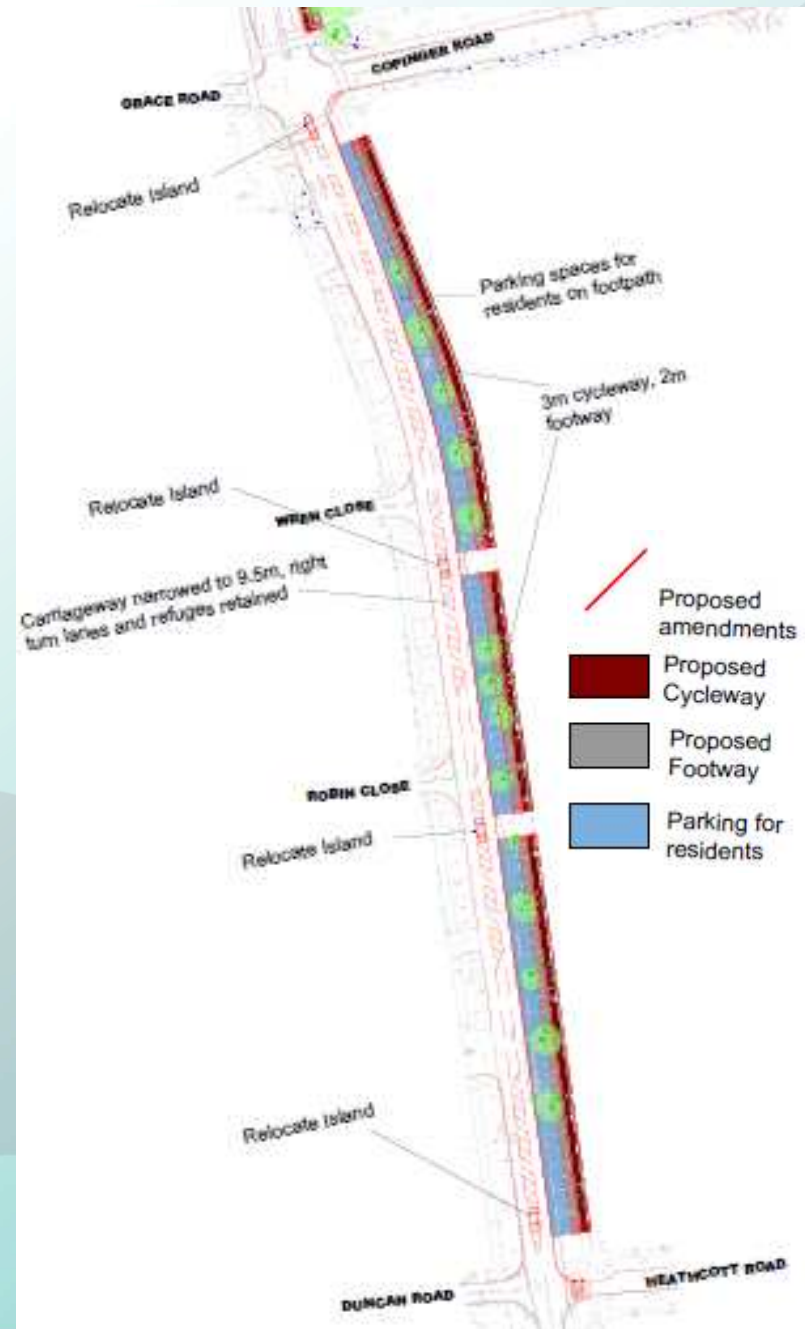 COPINGER ROAD
GRACE ROAD
Relocate Island
Parking spaces for
residents on footpath
3m cycleway, 2m
footway
Relocate Island
WREN CLOSE
Carriageway narrowed to 9.5m, right
turn lanes and refuges retained
Proposed
amendments
Proposed
Cycleway
Proposed
Footway
Parking for
residents
ROBIN CLOSE
Relocate Island
Relocate Island
DUNCAN ROAD
HEATHCOTT ROAD